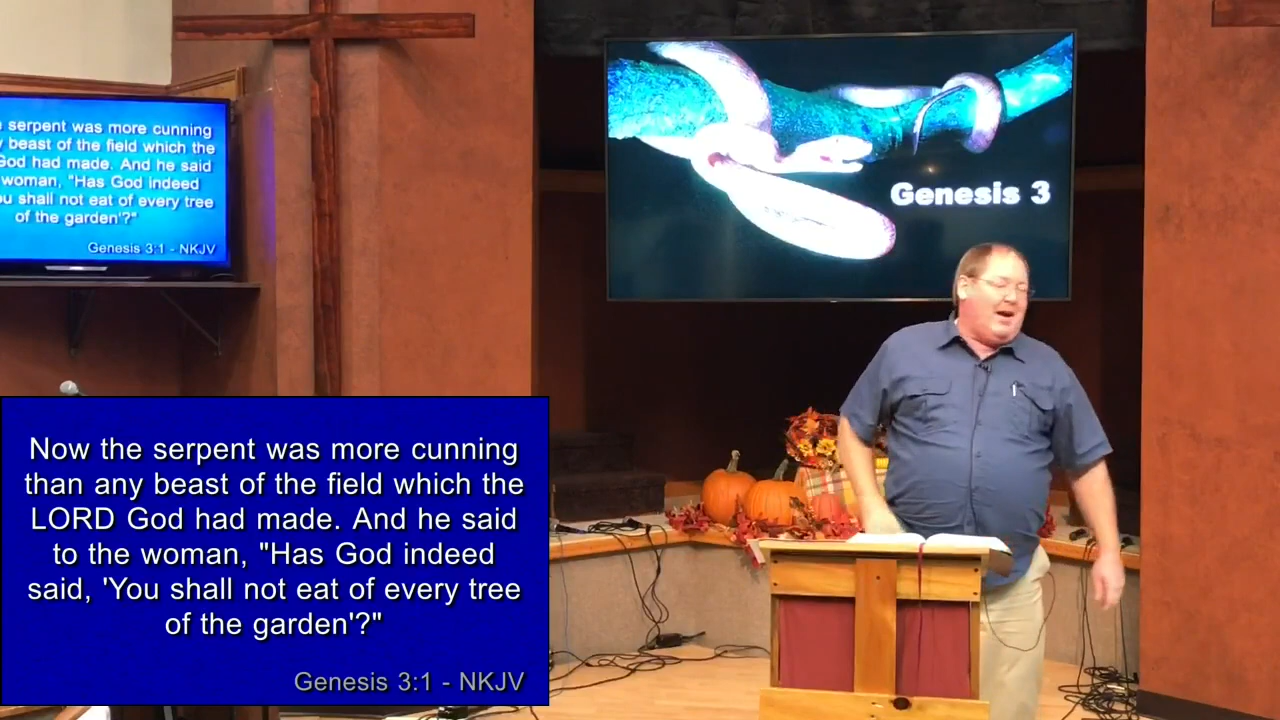 serpent was more cunning
beast of the field which the
God had made. And he said
woman, "Has God indeed
shall not eat of every tree
of the garden'?"
Genesis 3:1 - NKJV
Genesis 3
Now the serpent was more cunning
than any beast of the field which the
LORD God had made. And he said
to the woman, "Has God indeed
said, 'You shall not eat of every tree
of the garden'?"
Genesis 3:1 - NKJV